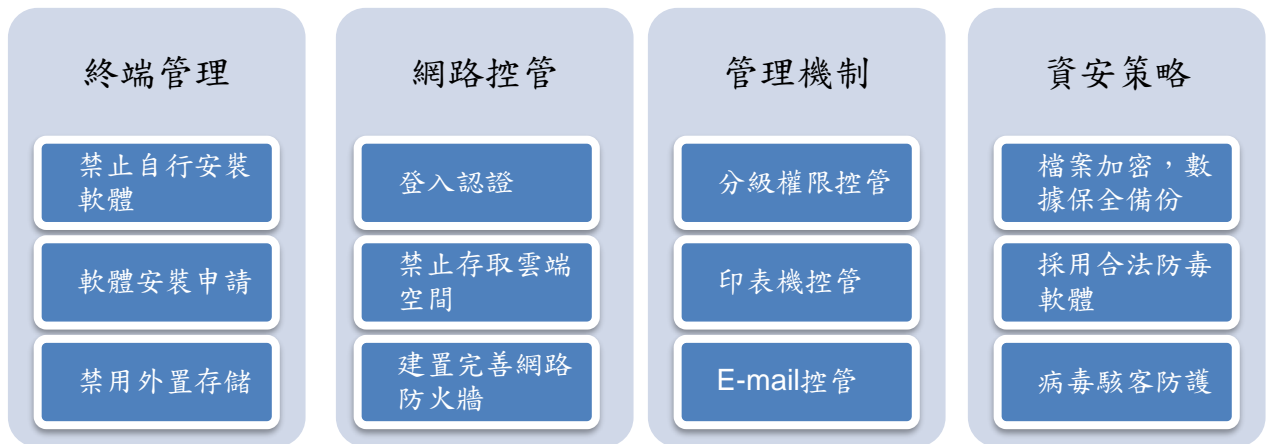 終端管理
禁止自行安裝
軟體
軟體安裝申請
禁用外置存儲
網路控管
登入認證
禁止存取雲端
空間
建置完善網路
防火牆
管理機制
分級權限控管
印表機控管
E-mail控管
資安策略
檔案加密，數
據保全備份
採用合法防毒
軟體
病毒駭客防護